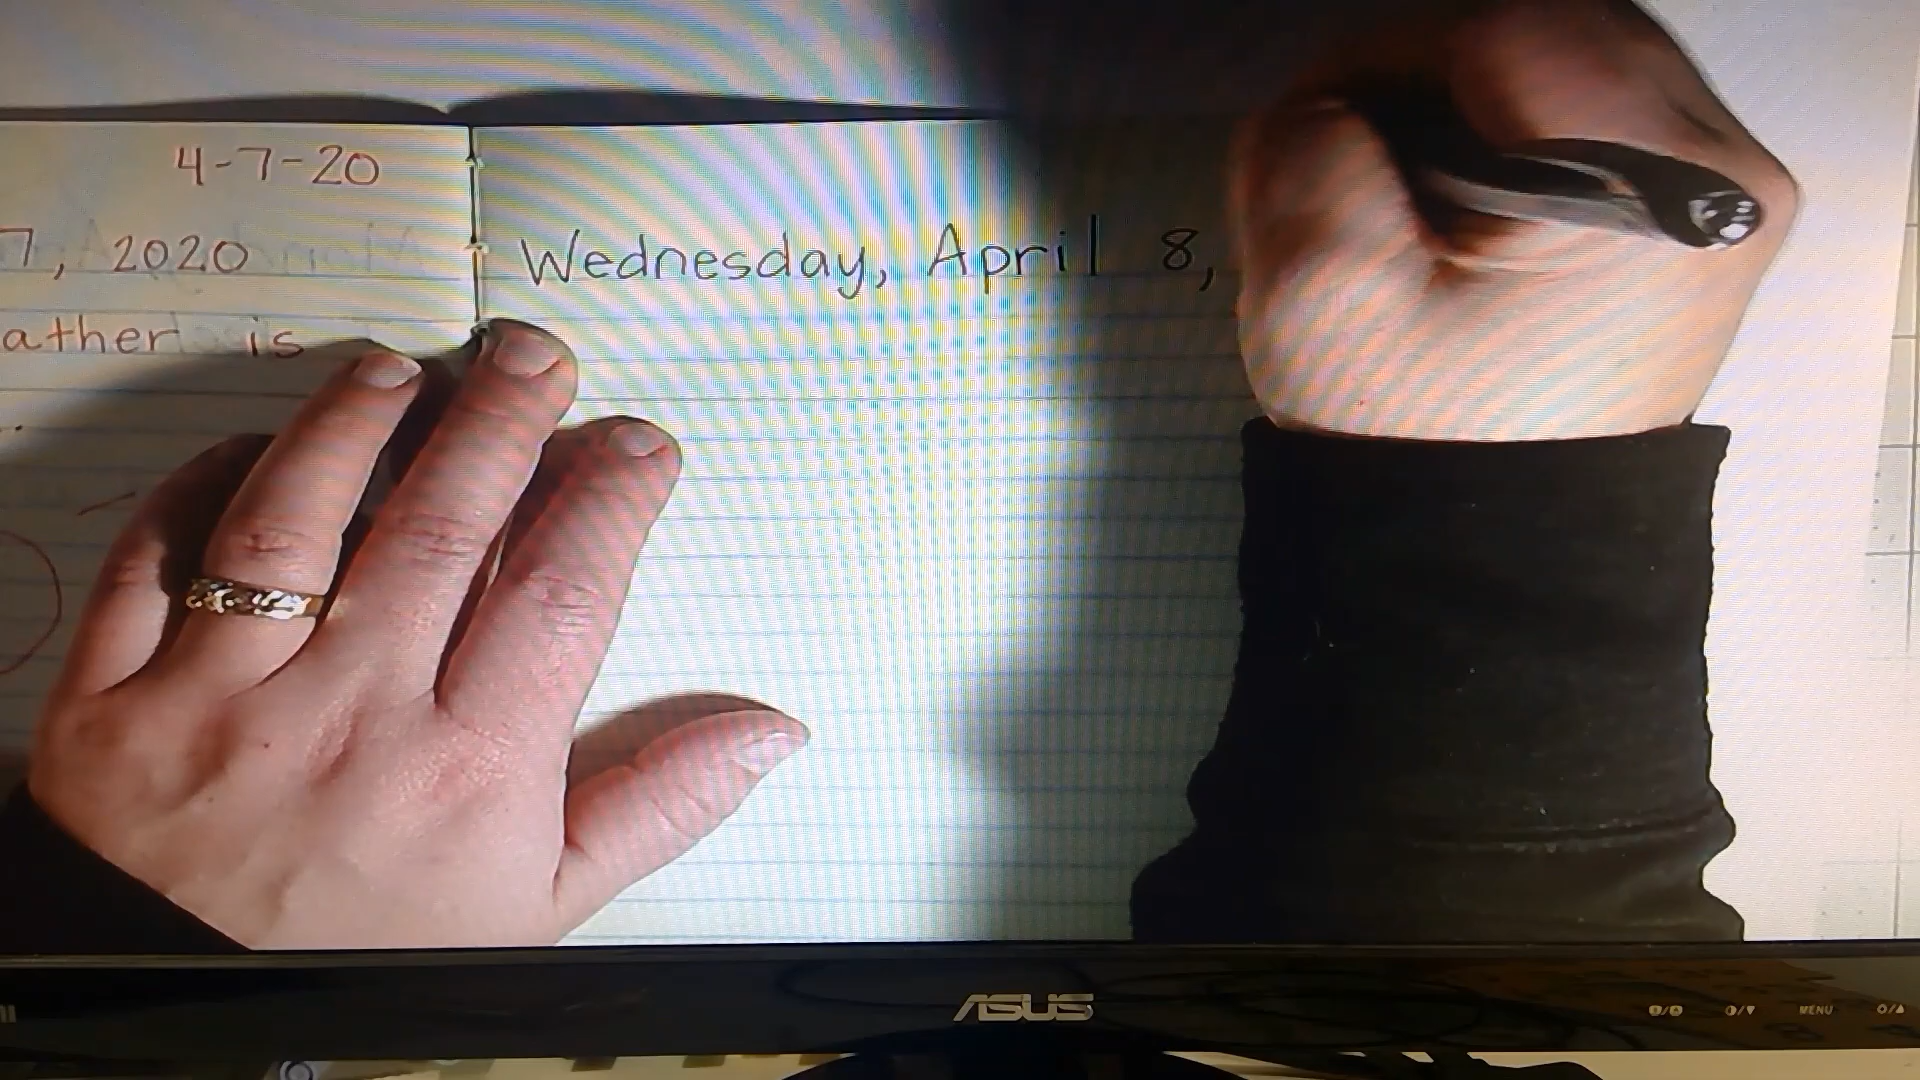 4-7-20
7, 2020
ather is
Wednesday, April 8,
ASUS
MENU